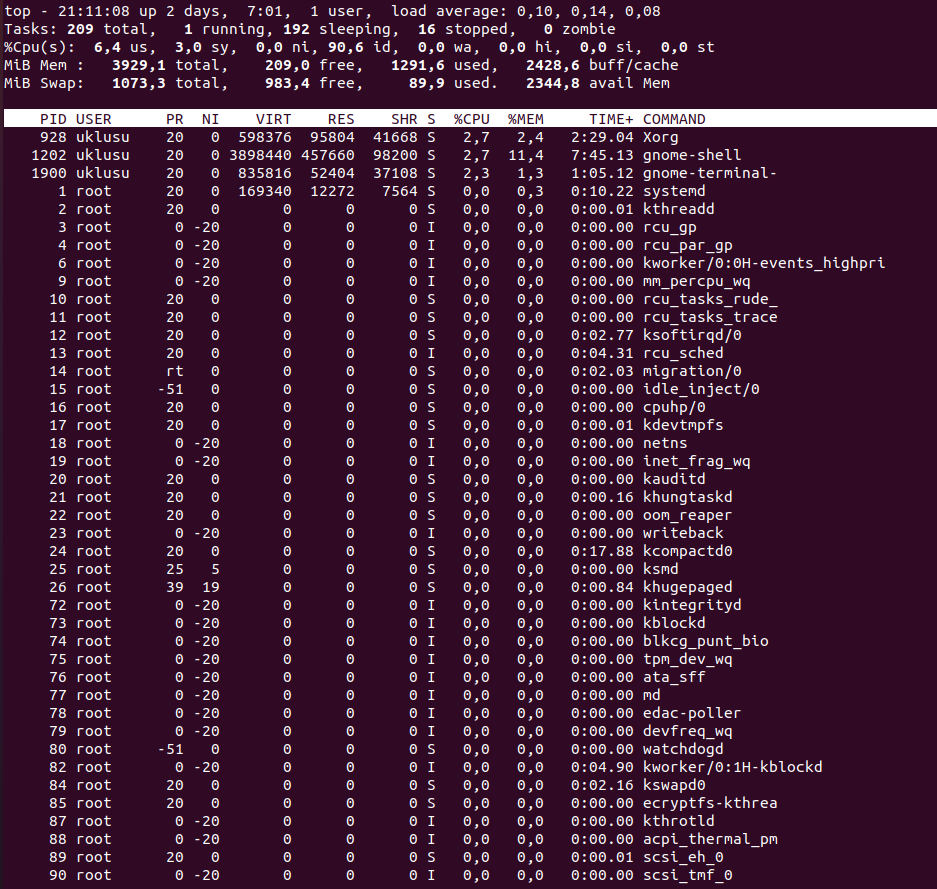 top - 21:11:08 up 2 days,  7:01,  1 user,  load average: 0,10, 0,14, 0,08
Tasks: 209 total,   1 running, 192 sleeping,  16 stopped,   0 zombie
%Cpu(s):  6,4 us,  3,0 sy,  0,0 ni, 90,6 id,  0,0 wa,  0,0 hi,  0,0 si,  0,0 st
MiB Mem :   3929,1 total,    209,0 free,   1291,6 used,   2428,6 buff/cache
MiB Swap:   1073,3 total,    983,4 free,     89,9 used.   2344,8 avail Mem
PID USER      PR  NI    VIRT    RES    SHR S  %CPU  %MEM     TIME+ COMMAND
928 uklusu    20   0  598376  95804  41668 S   2,7   2,4   2:29.04 Xorg
1202 uklusu    20   0 3898440 457660  98200 S   2,7  11,4   7:45.13 gnome-shell
1900 uklusu    20   0  835816  52404  37108 S   2,3   1,3   1:05.12 gnome-terminal-
1 root      20   0  169340  12272   7564 S   0,0   0,3   0:10.22 systemd
2 root      20   0       0      0      0 S   0,0   0,0   0:00.01 kthreadd
3 root       0 -20       0      0      0 I   0,0   0,0   0:00.00 rcu_gp
4 root       0 -20       0      0      0 I   0,0   0,0   0:00.00 rcu_par_gp
6 root       0 -20       0      0      0 I   0,0   0,0   0:00.00 kworker/0:0H-events_highpri
9 root       0 -20       0      0      0 I   0,0   0,0   0:00.00 mm_percpu_wq
10 root      20   0       0      0      0 S   0,0   0,0   0:00.00 rcu_tasks_rude_
11 root      20   0       0      0      0 S   0,0   0,0   0:00.00 rcu_tasks_trace
12 root      20   0       0      0      0 S   0,0   0,0   0:02.77 ksoftirqd/0
13 root      20   0       0      0      0 I   0,0   0,0   0:04.31 rcu_sched
14 root      rt   0       0      0      0 S   0,0   0,0   0:02.03 migration/0
15 root     -51   0       0      0      0 S   0,0   0,0   0:00.00 idle_inject/0
16 root      20   0       0      0      0 S   0,0   0,0   0:00.00 cpuhp/0
17 root      20   0       0      0      0 S   0,0   0,0   0:00.01 kdevtmpfs
18 root       0 -20       0      0      0 I   0,0   0,0   0:00.00 netns
19 root       0 -20       0      0      0 I   0,0   0,0   0:00.00 inet_frag_wq
20 root      20   0       0      0      0 S   0,0   0,0   0:00.00 kauditd
21 root      20   0       0      0      0 S   0,0   0,0   0:00.16 khungtaskd
22 root      20   0       0      0      0 S   0,0   0,0   0:00.00 oom_reaper
23 root       0 -20       0      0      0 I   0,0   0,0   0:00.00 writeback
24 root      20   0       0      0      0 S   0,0   0,0   0:17.88 kcompactd0
25 root      25   5       0      0      0 S   0,0   0,0   0:00.00 ksmd
26 root      39  19       0      0      0 S   0,0   0,0   0:00.84 khugepaged
72 root       0 -20       0      0      0 I   0,0   0,0   0:00.00 kintegrityd
73 root       0 -20       0      0      0 I   0,0   0,0   0:00.00 kblockd
74 root       0 -20       0      0      0 I   0,0   0,0   0:00.00 blkcg_punt_bio
75 root       0 -20       0      0      0 I   0,0   0,0   0:00.00 tpm_dev_wq
76 root       0 -20       0      0      0 I   0,0   0,0   0:00.00 ata_sff
77 root       0 -20       0      0      0 I   0,0   0,0   0:00.00 md
78 root       0 -20       0      0      0 I   0,0   0,0   0:00.00 edac-poller
79 root       0 -20       0      0      0 I   0,0   0,0   0:00.00 devfreq_wq
80 root     -51   0       0      0      0 S   0,0   0,0   0:00.00 watchdogd
82 root       0 -20       0      0      0 I   0,0   0,0   0:04.90 kworker/0:1H-kblockd
84 root      20   0       0      0      0 S   0,0   0,0   0:02.16 kswapd0
85 root      20   0       0      0      0 S   0,0   0,0   0:00.00 ecryptfs-kthrea
87 root       0 -20       0      0      0 I   0,0   0,0   0:00.00 kthrotld
88 root       0 -20       0      0      0 I   0,0   0,0   0:00.00 acpi_thermal_pm
89 root      20   0       0      0      0 S   0,0   0,0   0:00.01 scsi_eh_0
90 root       0 -20       0      0      0 I   0,0   0,0   0:00.00 scsi_tmf_0